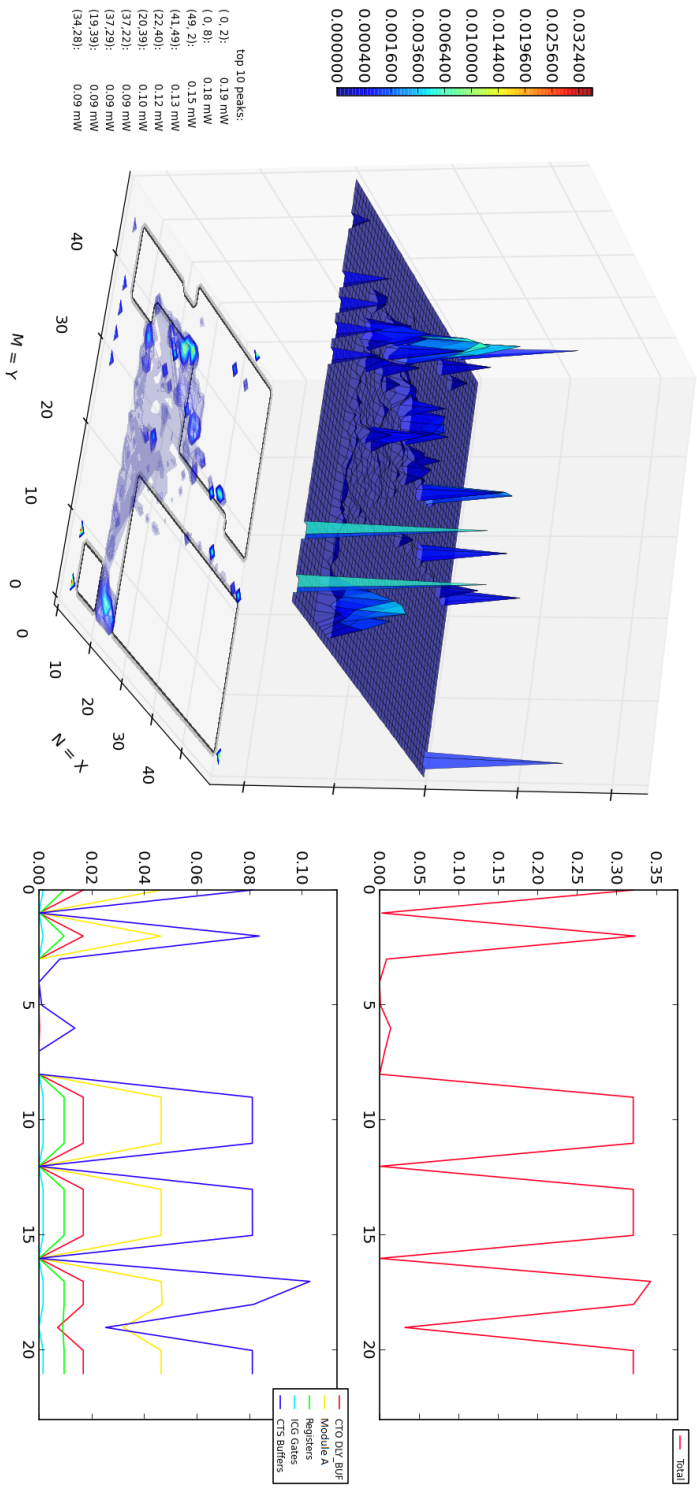 0.032400
0.025600
0.019600
0.014400
0.010000
0.006400
0.003600
0.001600
0.000400
0.000000
top 10 peaks:
( 0, 2): 0.19 mW
( 0, 8): 0.18 mW
(49, 2): 0.15 mW
(41,49): 0.13 mW
(22,40): 0.12 mW
(20,39): 0.10 mW
(37,22): 0.09 mW
(37,29): 0.09 mW
(19,39): 0.09 mW
(34,28): 0.09 mW
40
30
20
10
0
M = Y
0
10
20
30
40
N = X
0.35
0.30
0.25
0.20
0.15
0.10
0.05
0.00
0
5
10
15
20
Total
0.10
0.08
0.06
0.04
0.02
0.00
0
5
10
15
20
CTO DLY_BUF
Module A
Registers
ICG Gates
CTS Buffers